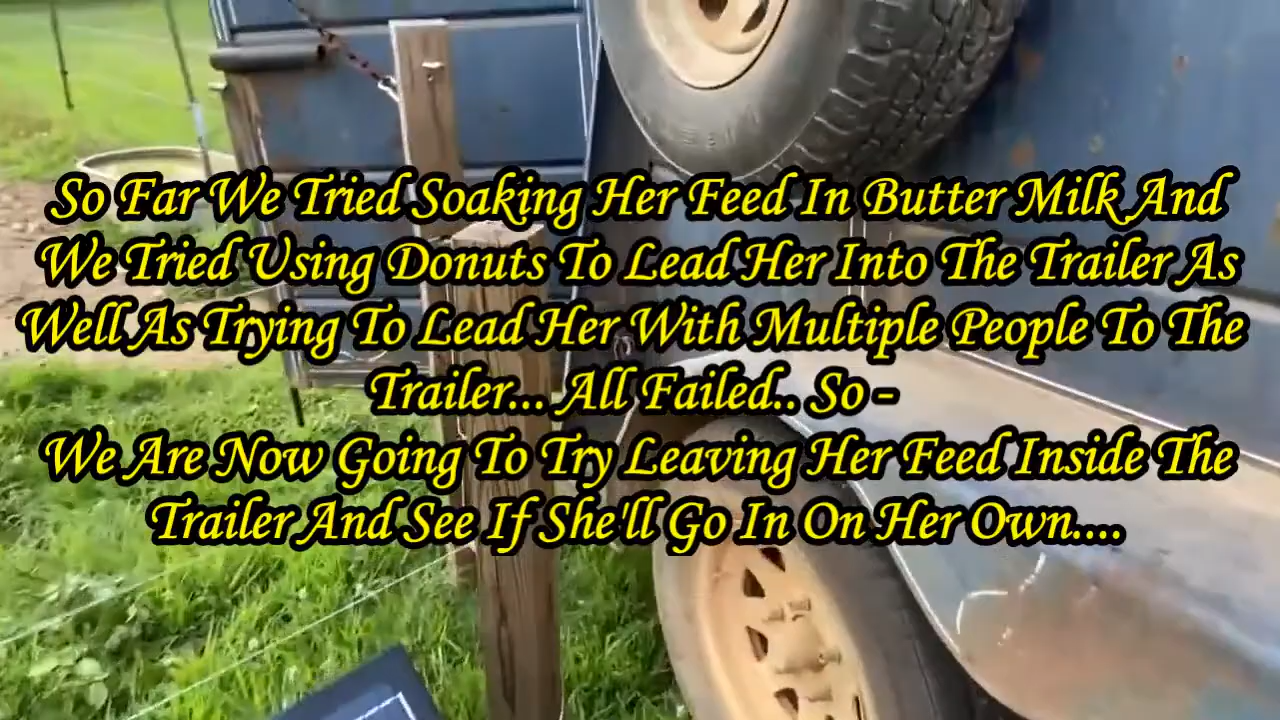 So Far We Tried Soaking Her Feed In Butter Milk And
We Tried Using Donuts To Lead Her Into The Trailer As
Well As Trying To Lead Her With Multiple People To The
Trailer... All Failed.. So -
We Are Now Going To Try Leaving Her Feed Inside The
Trailer And See If She'll Go In On Her Own....